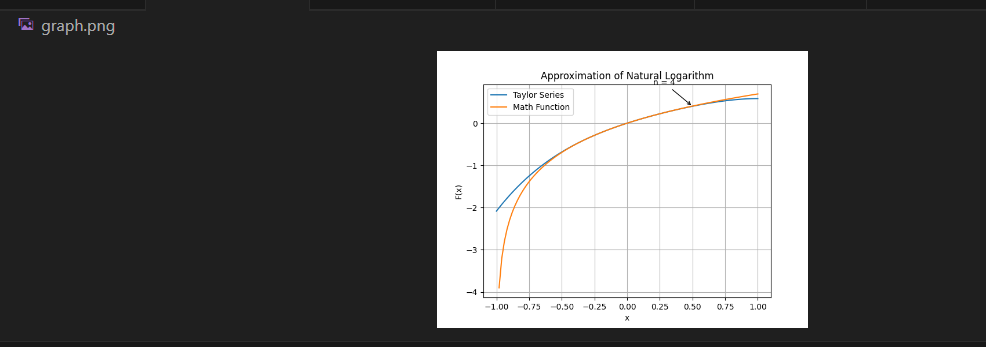 graph.png
Approximation of Natural Logarithm
n = 4
Taylor Series
Math Function
0
−1
−2
−3
−4
F(x)
−1.00 −0.75 −0.50 −0.25 0.00 0.25 0.50 0.75 1.00
x